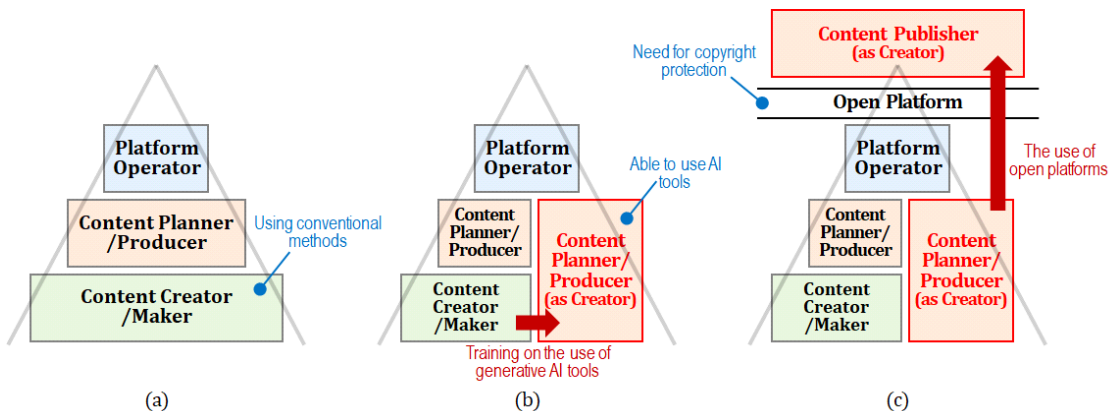 Platform
Operator
Content Planner
/Producer
Using conventional
methods
Content Creator
/Maker
(a)
Platform
Operator
Able to use AI
tools
Content
Planner/
Producer
Content
Planner/
Producer
(as Creator)
Content
Creator
/Maker
Training on the use of
generative AI tools
(b)
Content Publisher
(as Creator)
Need for copyright
protection
Open Platform
Platform
Operator
The use of
open platforms
Content
Planner/
Producer
Content
Planner/
Producer
(as Creator)
Content
Creator
/Maker
(c)